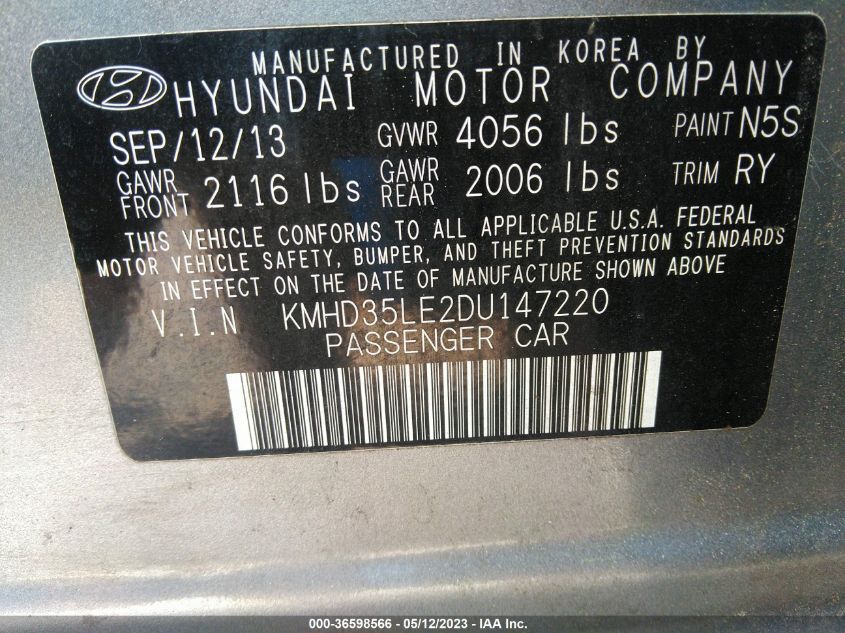 MANUFACTURED IN KOREA BY
HYUNDAI MOTOR COMPANY
SEP/12/13 GVWR 4056 lbs PAINT N5S
GAWR FRONT 2116 lbs GAWR REAR 2006 lbs TRIM RY
THIS VEHICLE CONFORMS TO ALL APPLICABLE U.S.A. FEDERAL
MOTOR VEHICLE SAFETY, BUMPER, AND THEFT PREVENTION STANDARDS
IN EFFECT ON THE DATE OF MANUFACTURE SHOWN ABOVE
V.I.N KMHD35LE2DU147220
PASSENGER CAR
000-36598566 - 05/12/2023 - IAA Inc.